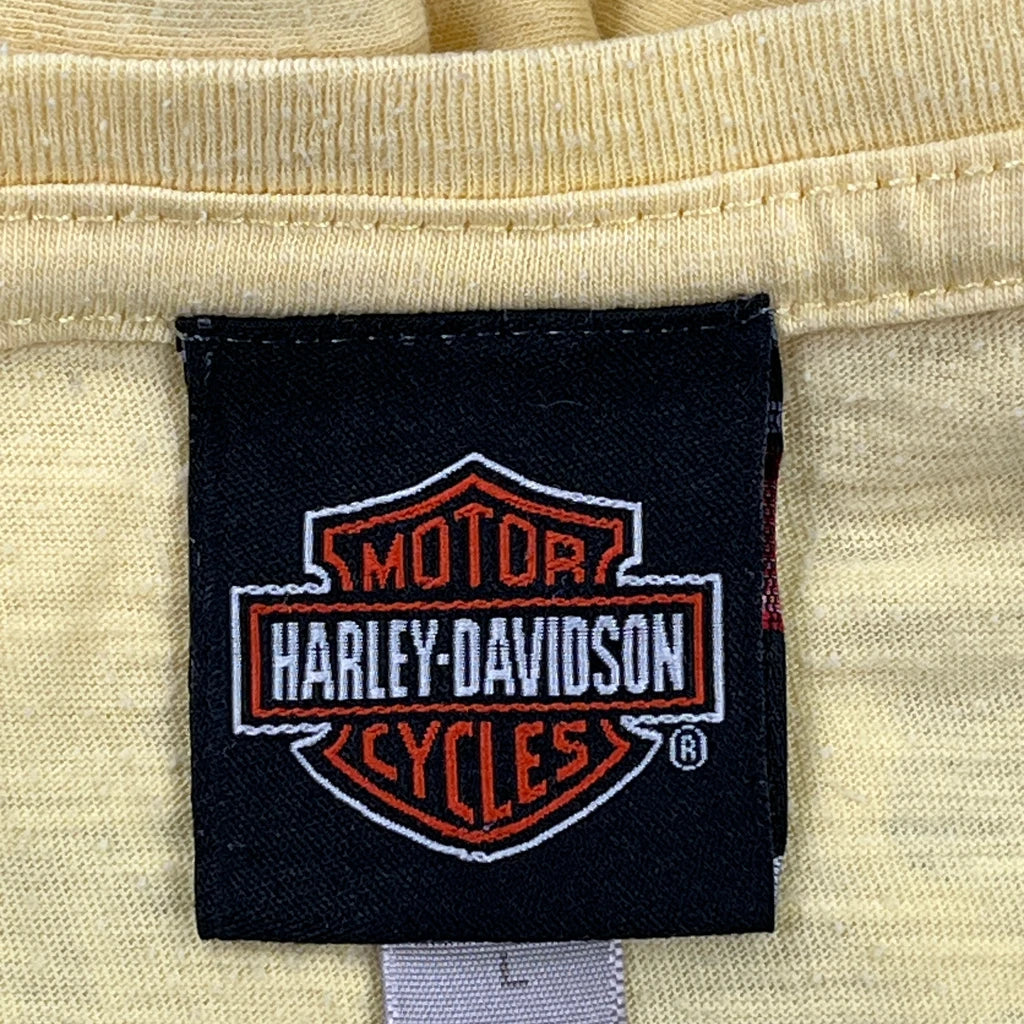 MOTOR
HARLEY-DAVIDSON
CYCLES
®
L